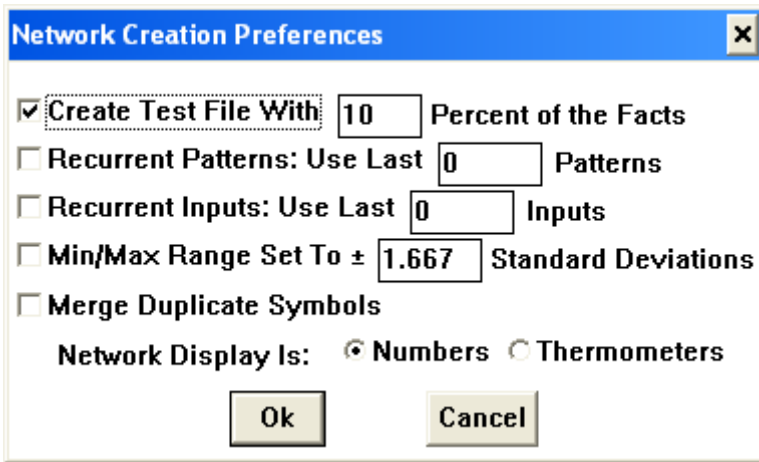 Network Creation Preferences
Create Test File With 10 Percent of the Facts
Recurrent Patterns: Use Last 0 Patterns
Recurrent Inputs: Use Last 0 Inputs
Min/Max Range Set To ± 1.667 Standard Deviations
Merge Duplicate Symbols
Network Display Is: Numbers Thermometers
Ok Cancel